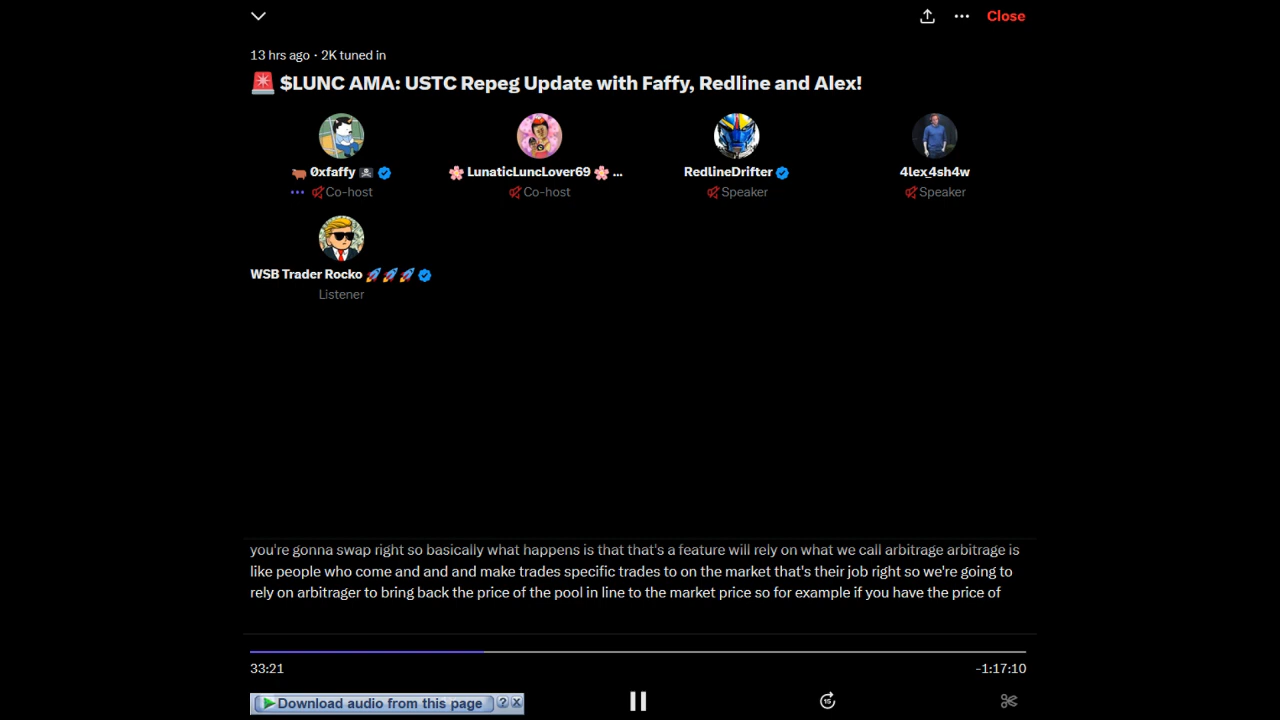 Close
13 hrs ago · 2K tuned in
🚨 $LUNC AMA: USTC Repeg Update with Faffy, Redline and Alex!
🐂 0xfaffy 🏴‍☠️
Co-host
🌸 LunaticLuncLover69 🌸 ...
Co-host
RedlineDrifter
Speaker
4lex_4sh4w
Speaker
WSB Trader Rocko 🚀🚀🚀
Listener
you're gonna swap right so basically what happens is that that's a feature will rely on what we call arbitrage arbitrage is
like people who come and and and make trades specific trades to on the market that's their job right so we're going to
rely on arbitrager to bring back the price of the pool in line to the market price so for example if you have the price of
33:21
-1:17:10
Download audio from this page ? X
15